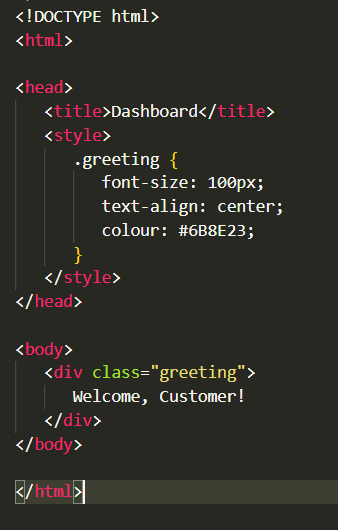 <!DOCTYPE html>
<html>
<head>
<title>Dashboard</title>
<style>
.greeting {
font-size: 100px;
text-align: center;
colour: #6B8E23;
}
</style>
</head>
<body>
<div class="greeting">
Welcome, Customer!
</div>
</body>
</html>